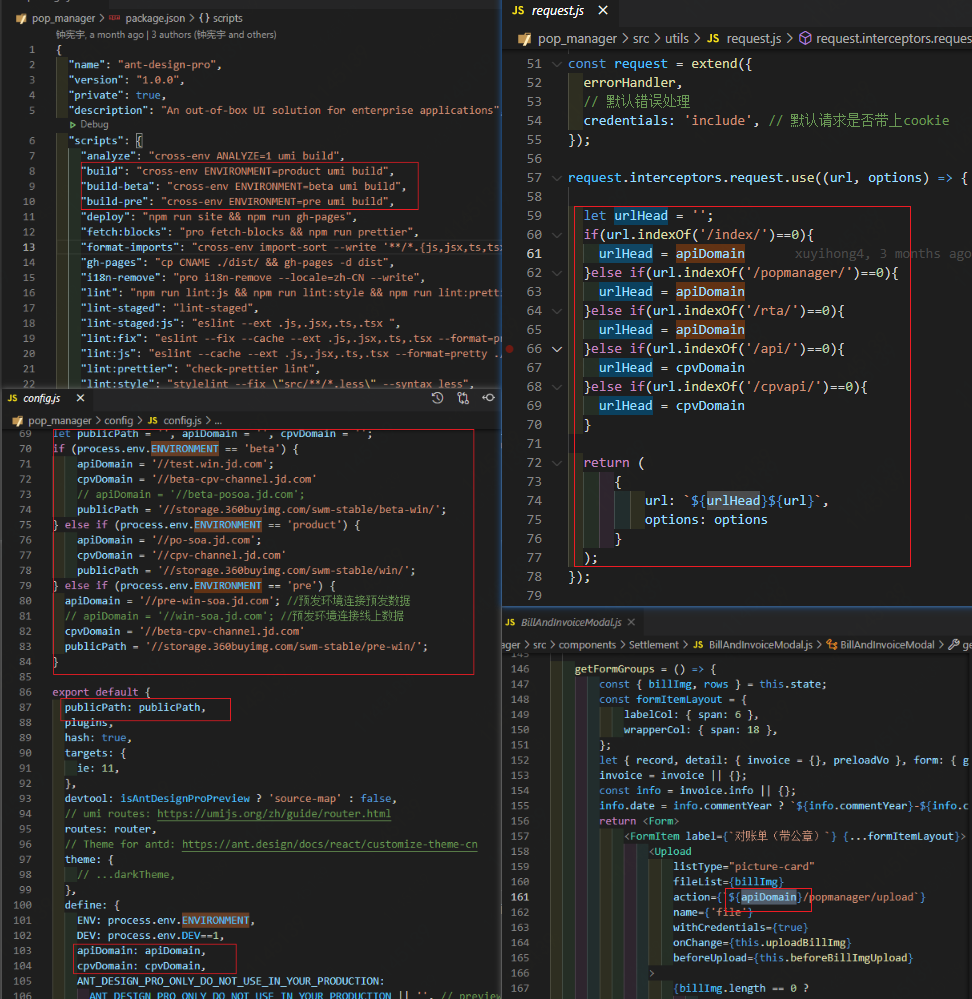 pop_manager > package.json > {} scripts
钟宪宇, a month ago | 3 authors (钟宪宇 and others)
1 {
2 "name": "ant-design-pro",
3 "version": "1.0.0",
4 "private": true,
5 "description": "An out-of-box UI solution for enterprise applications"
Debug
6 "scripts": {
7 "analyze": "cross-env ANALYZE=1 umi build",
8 "build": "cross-env ENVIRONMENT=product umi build",
9 "build-beta": "cross-env ENVIRONMENT=beta umi build",
10 "build-pre": "cross-env ENVIRONMENT=pre umi build",
11 "deploy": "npm run site && npm run gh-pages",
12 "fetch:blocks": "pro fetch-blocks && npm run prettier",
13 "format-imports": "cross-env import-sort --write '**/*.{js,jsx,ts,tsx
14 "gh-pages": "cp CNAME ./dist/ && gh-pages -d dist",
15 "i18n-remove": "pro i18n-remove --locale=zh-CN --write",
16 "lint": "npm run lint:js && npm run lint:style && npm run lint:pretti
17 "lint-staged": "lint-staged",
18 "lint-staged:js": "eslint --ext .js,.jsx,.ts,.tsx ",
19 "lint:fix": "eslint --fix --cache --ext .js,.jsx,.ts,.tsx --format=pr
20 "lint:js": "eslint --cache --ext .js,.jsx,.ts,.tsx --format=pretty .
21 "lint:prettier": "check-prettier lint",
22 "lint:style": "stylelint --fix \"src/**/*.less\" --syntax less",
JS config.js ×
pop_manager > config > JS config.js > ...
69 let publicPath = '', apiDomain = '', cpvDomain = '';
70 if (process.env.ENVIRONMENT == 'beta') {
71 apiDomain = '//test.win.jd.com';
72 cpvDomain = '//beta-cpv-channel.jd.com'
73 // apiDomain = '//beta-posoa.jd.com';
74 publicPath = '//storage.360buyimg.com/swm-stable/beta-win/';
75 } else if (process.env.ENVIRONMENT == 'product') {
76 apiDomain = '//po-soa.jd.com';
77 cpvDomain = '//cpv-channel.jd.com'
78 publicPath = '//storage.360buyimg.com/swm-stable/win/';
79 } else if (process.env.ENVIRONMENT == 'pre') {
80 apiDomain = '//pre-win-soa.jd.com'; //预发环境连接预发数据
81 // apiDomain = '//win-soa.jd.com'; //预发环境连接线上数据
82 cpvDomain = '//beta-cpv-channel.jd.com'
83 publicPath = '//storage.360buyimg.com/swm-stable/pre-win/';
84 }
85
86 export default {
87 publicPath: publicPath,
88 plugins,
89 hash: true,
90 targets: {
91 ie: 11,
92 },
93 devtool: isAntDesignProPreview ? 'source-map' : false,
94 // umi routes: https://umijs.org/zh/guide/router.html
95 routes: router,
96 // Theme for antd: https://ant.design/docs/react/customize-theme-cn
97 theme: {
98 // ...darkTheme,
99 },
100 define: {
101 ENV: process.env.ENVIRONMENT,
102 DEV: process.env.DEV==1,
103 apiDomain: apiDomain,
104 cpvDomain: cpvDomain,
105 ANT_DESIGN_PRO_ONLY_DO_NOT_USE_IN_YOUR_PRODUCTION:
106 ANT_DESIGN_PRO_ONLY_DO_NOT_USE_IN_YOUR_PRODUCTION || '', // preview
JS request.js ×
pop_manager > src > utils > JS request.js > request.interceptors.reques
51 const request = extend({
52 errorHandler,
53 // 默认错误处理
54 credentials: 'include', // 默认请求是否带上cookie
55 });
56
57 request.interceptors.request.use((url, options) => {
58
59 let urlHead = '';
60 if(url.indexOf('/index/')==0){
61 urlHead = apiDomain xuyihong4, 3 months ago
62 }else if(url.indexOf('/popmanager/')==0){
63 urlHead = apiDomain
64 }else if(url.indexOf('/rta/')==0){
65 urlHead = apiDomain
66 }else if(url.indexOf('/api/')==0){
67 urlHead = cpvDomain
68 }else if(url.indexOf('/cpvapi/')==0){
69 urlHead = cpvDomain
70 }
71
72 return (
73 {
74 url: `${urlHead}${url}`,
75 options: options
76 }
77 );
78 });
79
JS BillAndInvoiceModal.js ×
ager > src > components > Settlement > JS BillAndInvoiceModal.js > BillAndInvoiceModal > ge
145
146 getFormGroups = () => {
147 const { billImg, rows } = this.state;
148 const formItemLayout = {
149 labelCol: { span: 6 },
150 wrapperCol: { span: 18 },
151 };
152 let { record, detail: { invoice = {}, preloadVo }, form: { g
153 invoice = invoice || {};
154 const info = invoice.info || {};
155 info.date = info.commentYear ? `${info.commentYear}-${info.c
156 return <Form>
157 <FormItem label={`对账单（带公章）`} {...formItemLayout}>
158 <Upload
159 listType="picture-card"
160 fileList={billImg}
161 action={`${apiDomain}/popmanager/upload`}
162 name={'file'}
163 withCredentials={true}
164 onChange={this.uploadBillImg}
165 beforeUpload={this.beforeBillImgUpload}
166 >
167 {billImg.length == 0 ?